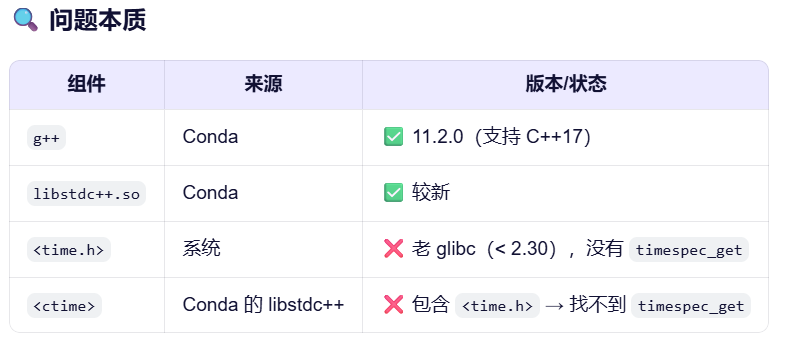 🔍 问题本质
组件 来源 版本/状态
g++ Conda ✅ 11.2.0（支持 C++17）
libstdc++.so Conda ✅ 较新
<time.h> 系统 ❌ 老 glibc（< 2.30），没有 timespec_get
<ctime> Conda 的 libstdc++ ❌ 包含 <time.h> → 找不到 timespec_get